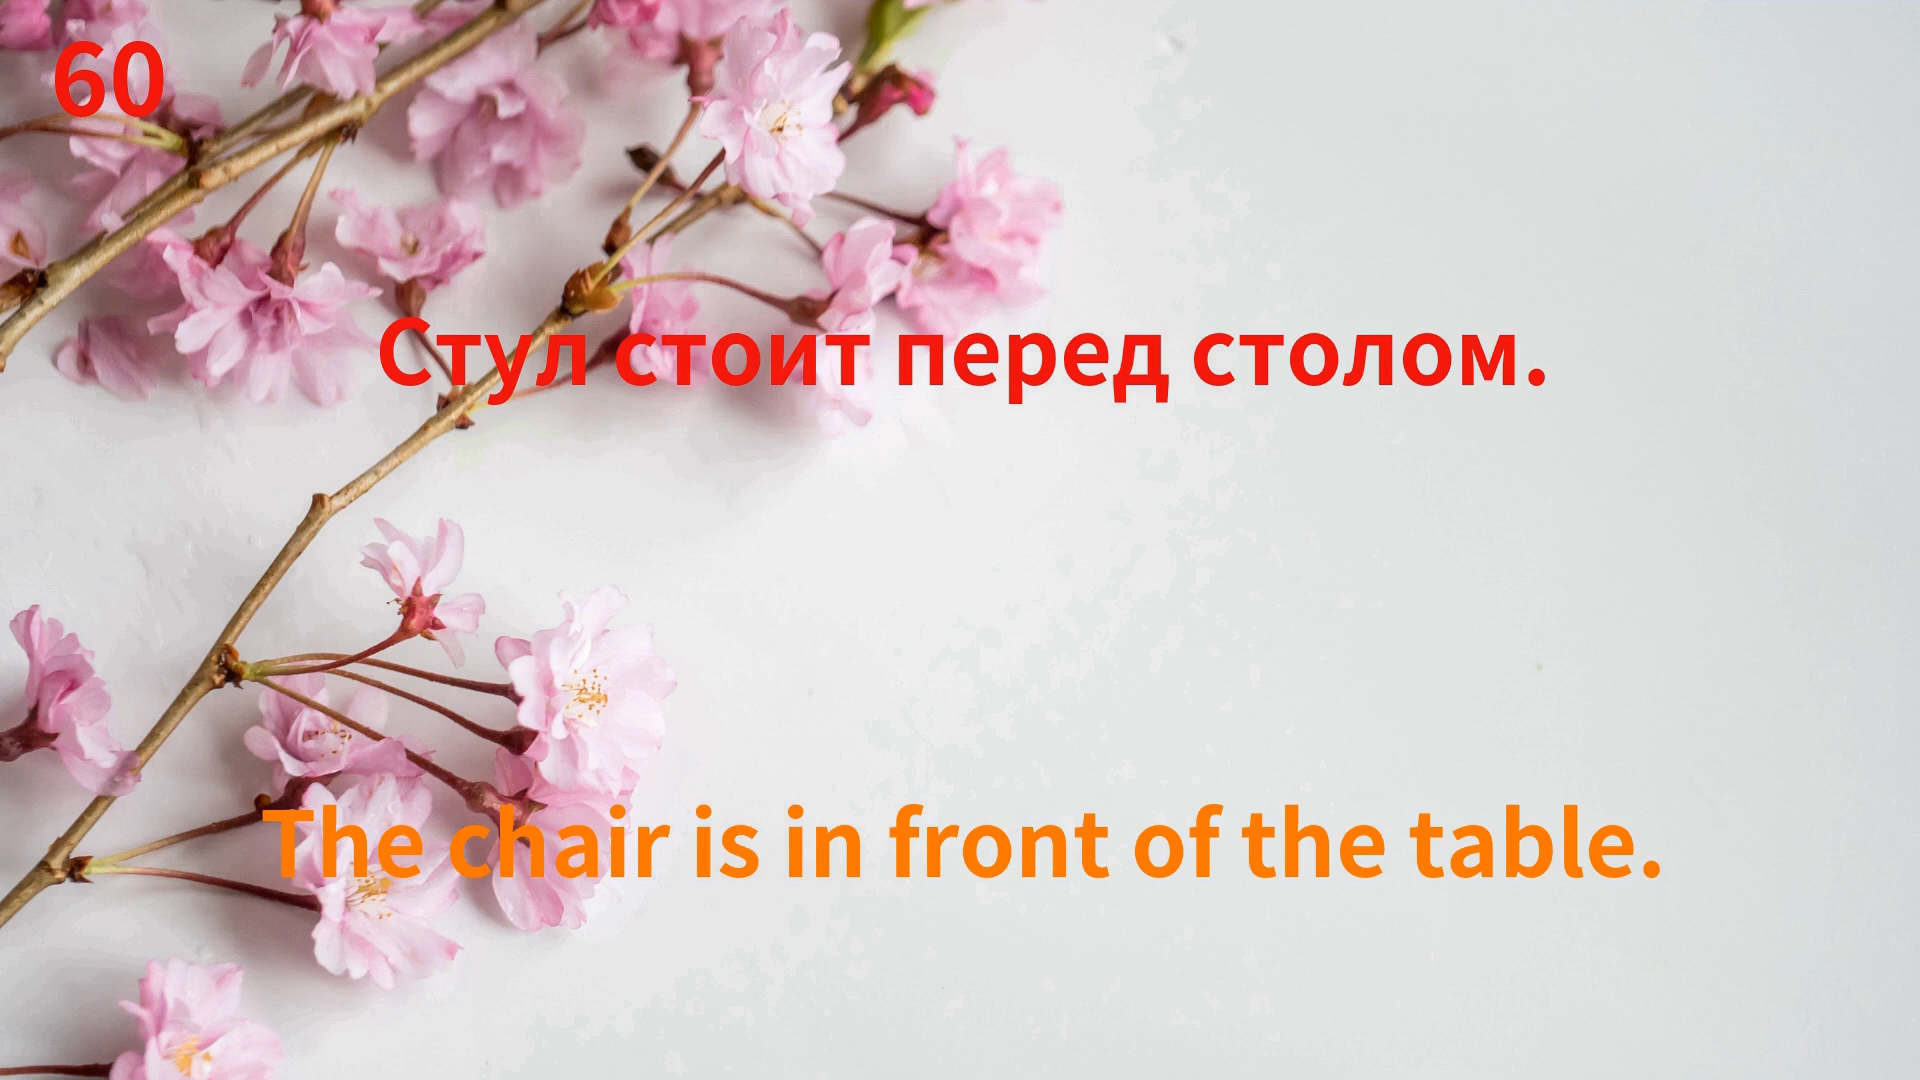 60
Стул стоит перед столом.
The chair is in front of the table.